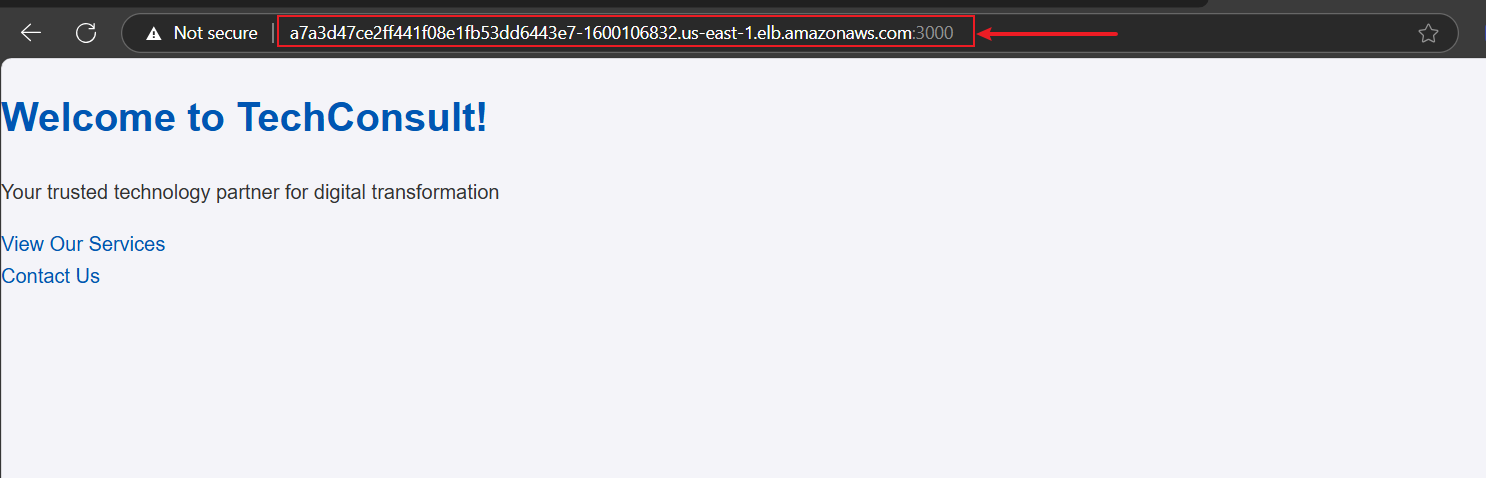 Not secure
a7a3d47ce2ff441f08e1fb53dd6443e7-1600106832.us-east-1.elb.amazonaws.com:3000
Welcome to TechConsult!
Your trusted technology partner for digital transformation
View Our Services
Contact Us